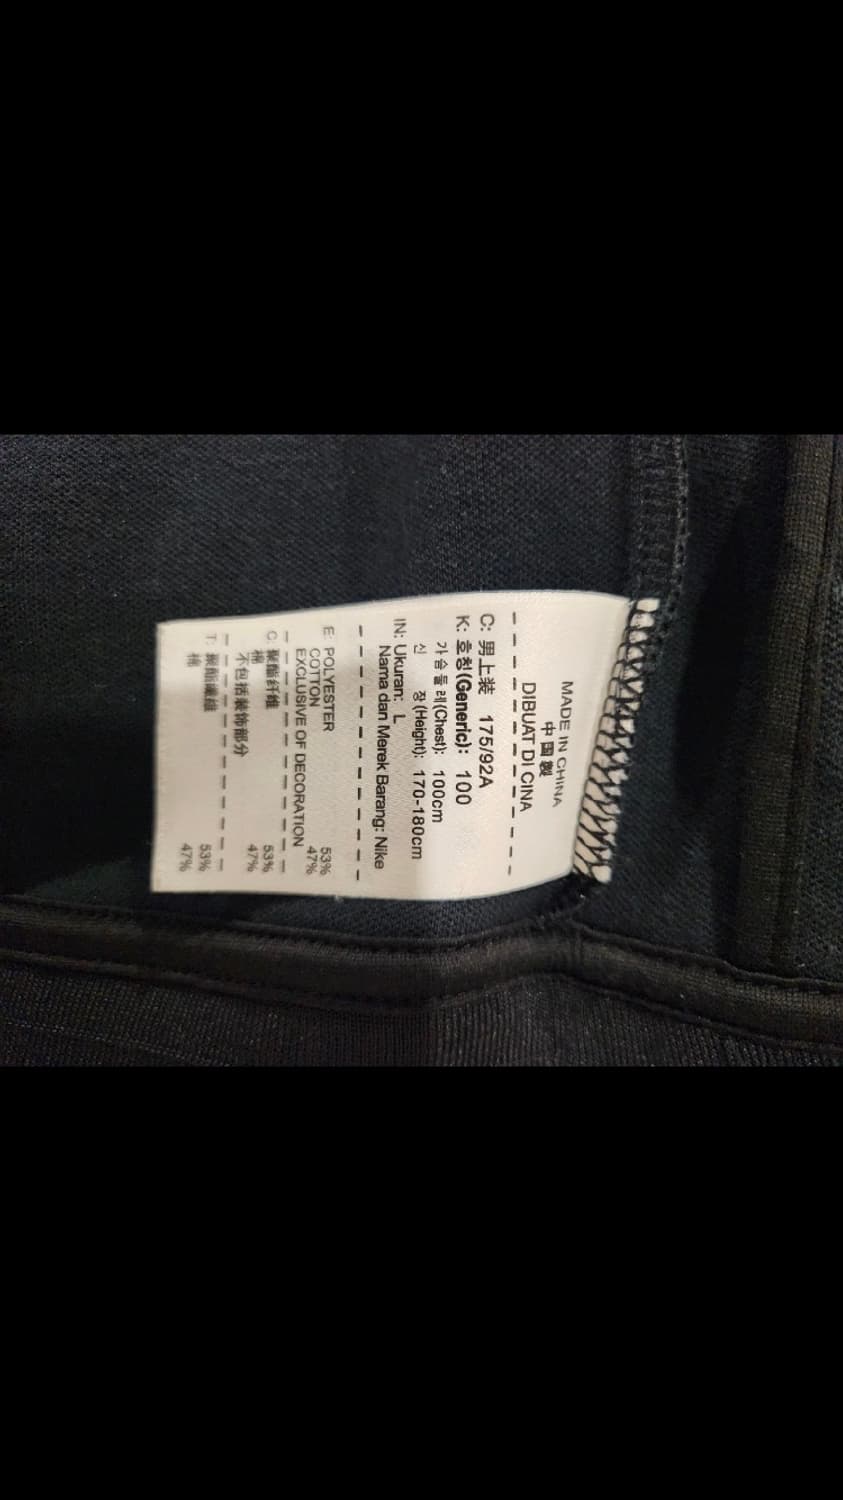 MADE IN CHINA
中国製
DIBUAT DI CINA
C: 男上装 175/92A
K: 호칭(Generic): 100
가슴둘레(Chest): 100cm
신 장(Height): 170-180cm
IN: Ukuran: L
Nama dan Merek Barang: Nike
E: POLYESTER 53%
COTTON 47%
EXCLUSIVE OF DECORATION
C: 聚酯纤维 53%
棉 47%
不包括装饰部分
T: 聚酯纖維 53%
棉 47%